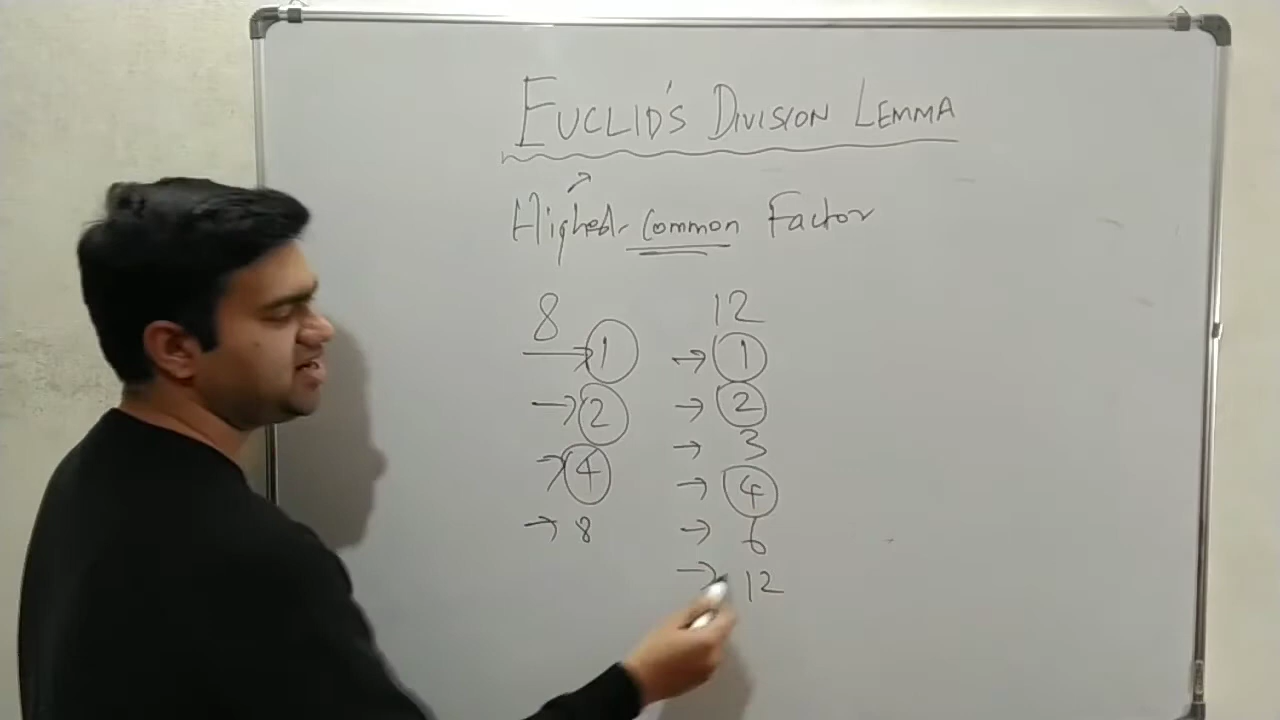 EUCLID'S DIVISION LEMMA
Highest Common Factor
8 12
→ 1 → 1
→ 2 → 2
→ 3
→ 4 → 4
→ 8 → 6
→ 12